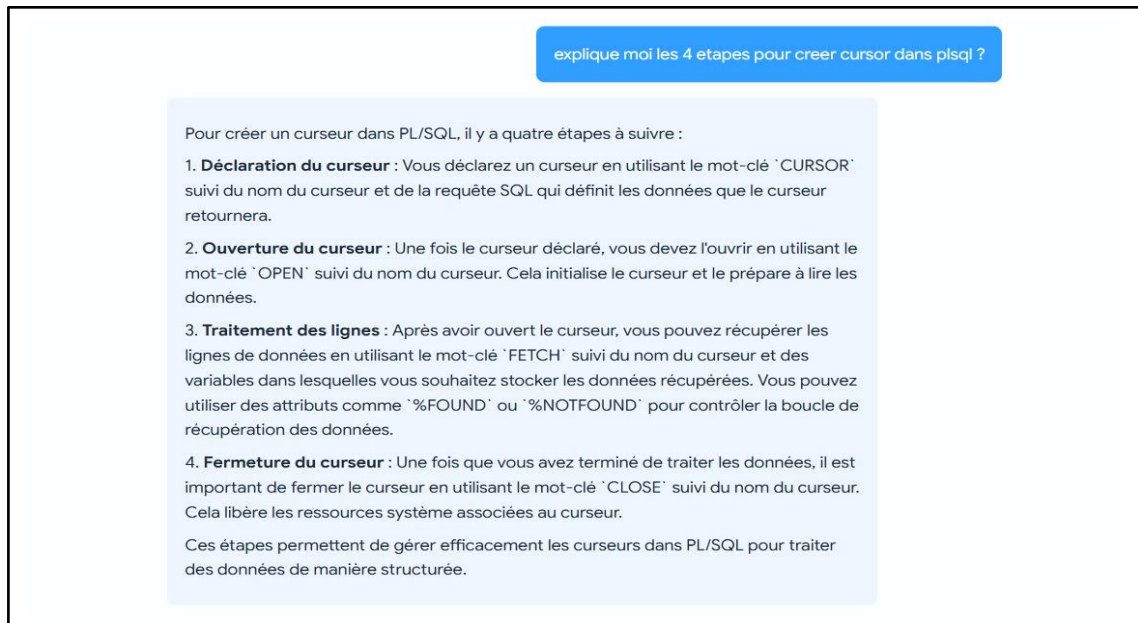 explique moi les 4 etapes pour creer cursor dans plsql ?
Pour créer un curseur dans PL/SQL, il y a quatre étapes à suivre :
1. Déclaration du curseur : Vous déclarez un curseur en utilisant le mot-clé `CURSOR`
suivi du nom du curseur et de la requête SQL qui définit les données que le curseur
retournera.
2. Ouverture du curseur : Une fois le curseur déclaré, vous devez l'ouvrir en utilisant le
mot-clé `OPEN` suivi du nom du curseur. Cela initialise le curseur et le prépare à lire les
données.
3. Traitement des lignes : Après avoir ouvert le curseur, vous pouvez récupérer les
lignes de données en utilisant le mot-clé `FETCH` suivi du nom du curseur et des
variables dans lesquelles vous souhaitez stocker les données récupérées. Vous pouvez
utiliser des attributs comme `%FOUND` ou `%NOTFOUND` pour contrôler la boucle de
récupération des données.
4. Fermeture du curseur : Une fois que vous avez terminé de traiter les données, il est
important de fermer le curseur en utilisant le mot-clé `CLOSE` suivi du nom du curseur.
Cela libère les ressources système associées au curseur.
Ces étapes permettent de gérer efficacement les curseurs dans PL/SQL pour traiter
des données de manière structurée.